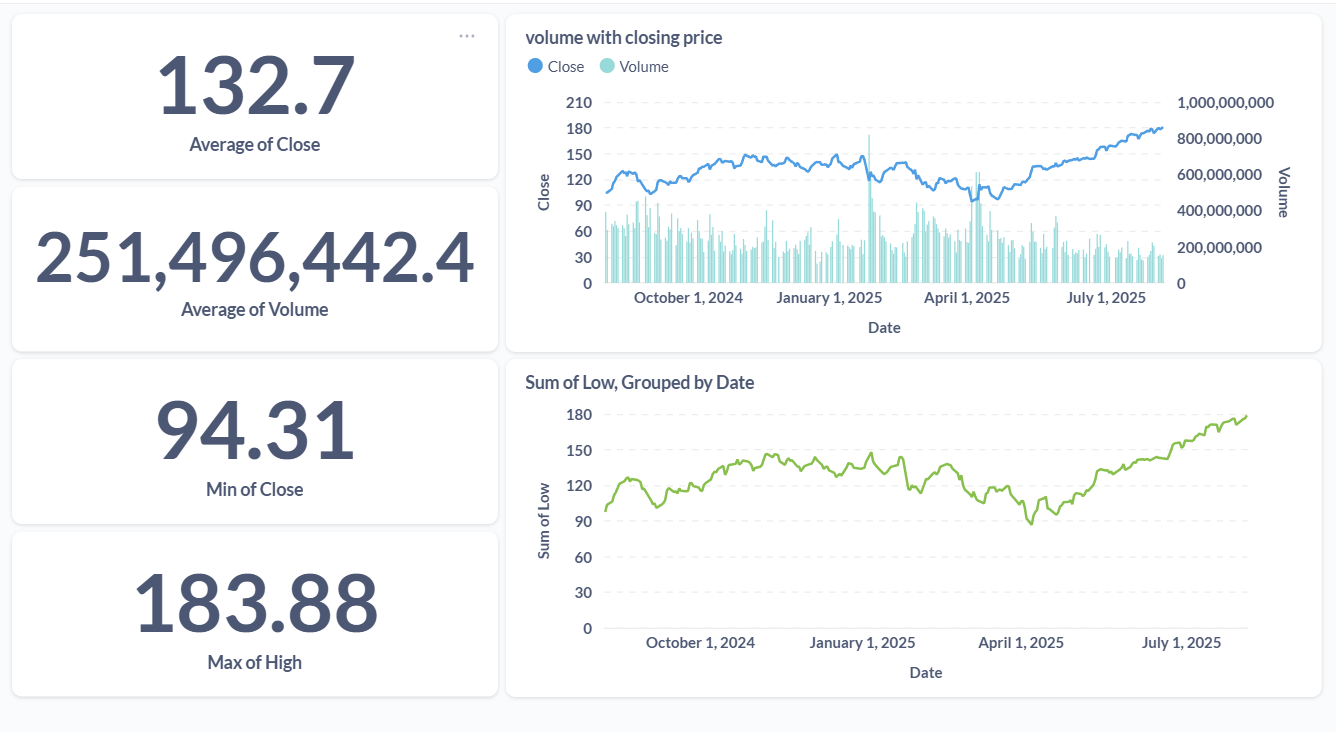 132.7
Average of Close
251,496,442.4
Average of Volume
94.31
Min of Close
183.88
Max of High
volume with closing price
Close Volume
210 1,000,000,000
180 800,000,000
150
120 600,000,000
90 400,000,000
60 200,000,000
30
0 0
Close
Volume
October 1, 2024 January 1, 2025 April 1, 2025 July 1, 2025
Date
Sum of Low, Grouped by Date
180
150
120
90
60
30
0
Sum of Low
October 1, 2024 January 1, 2025 April 1, 2025 July 1, 2025
Date